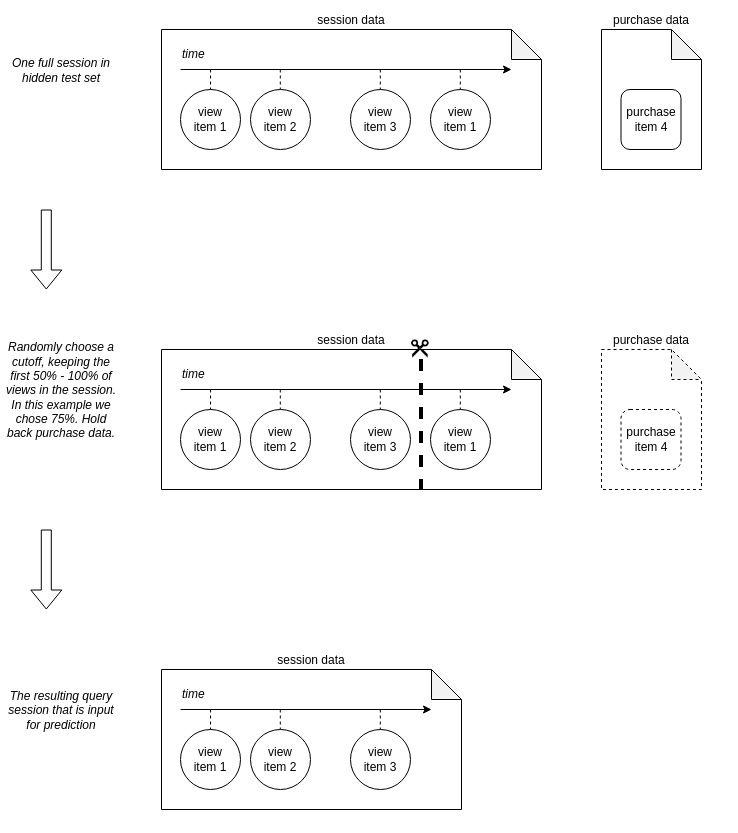 session data
purchase data
One full session in
hidden test set
time
view
item 1
view
item 2
view
item 3
view
item 1
purchase
item 4
Randomly choose a
cutoff, keeping the
first 50% - 100% of
views in the session.
In this example we
chose 75%. Hold
back purchase data.
session data
purchase data
time
view
item 1
view
item 2
view
item 3
view
item 1
purchase
item 4
The resulting query
session that is input
for prediction
session data
time
view
item 1
view
item 2
view
item 3